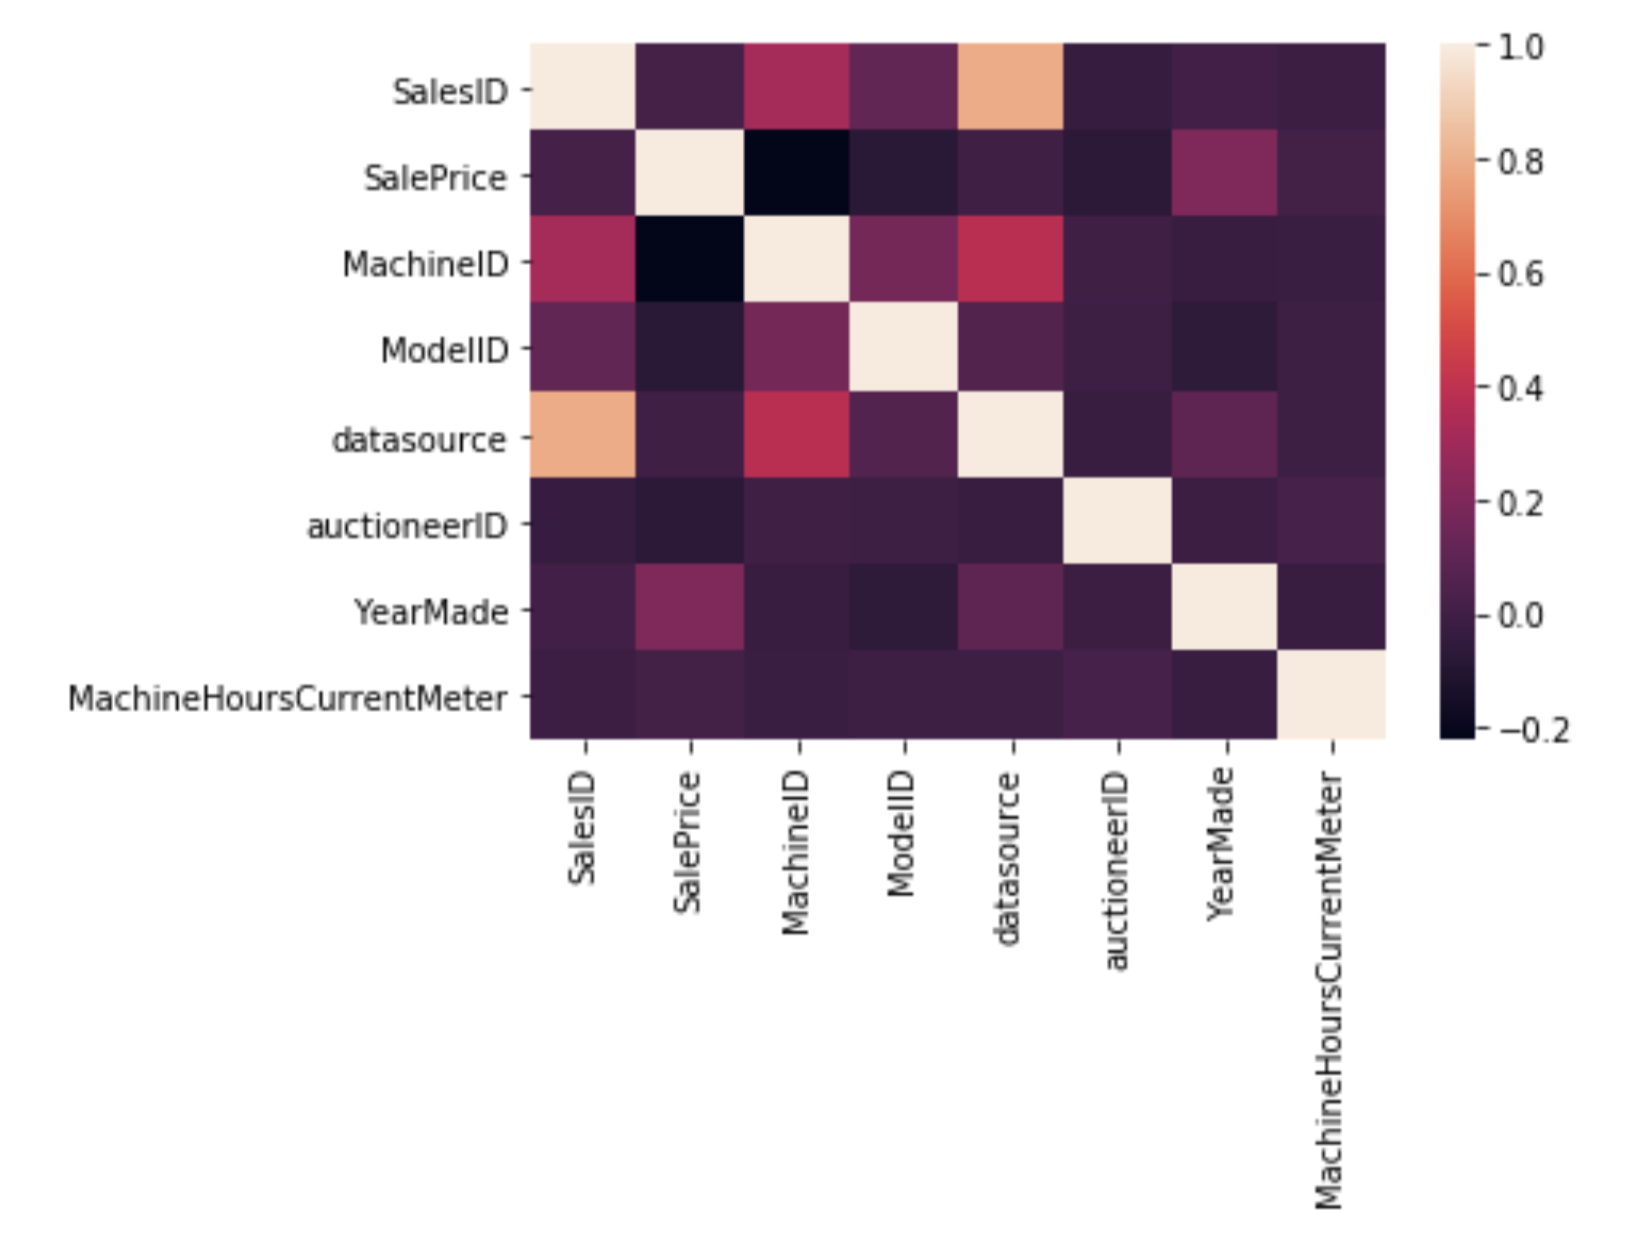 SalesID
SalePrice
MachineID
ModelID
datasource
auctioneerID
YearMade
MachineHoursCurrentMeter
SalesID
SalePrice
MachineID
ModelID
datasource
auctioneerID
YearMade
MachineHoursCurrentMeter
1.0
0.8
0.6
0.4
0.2
0.0
−0.2